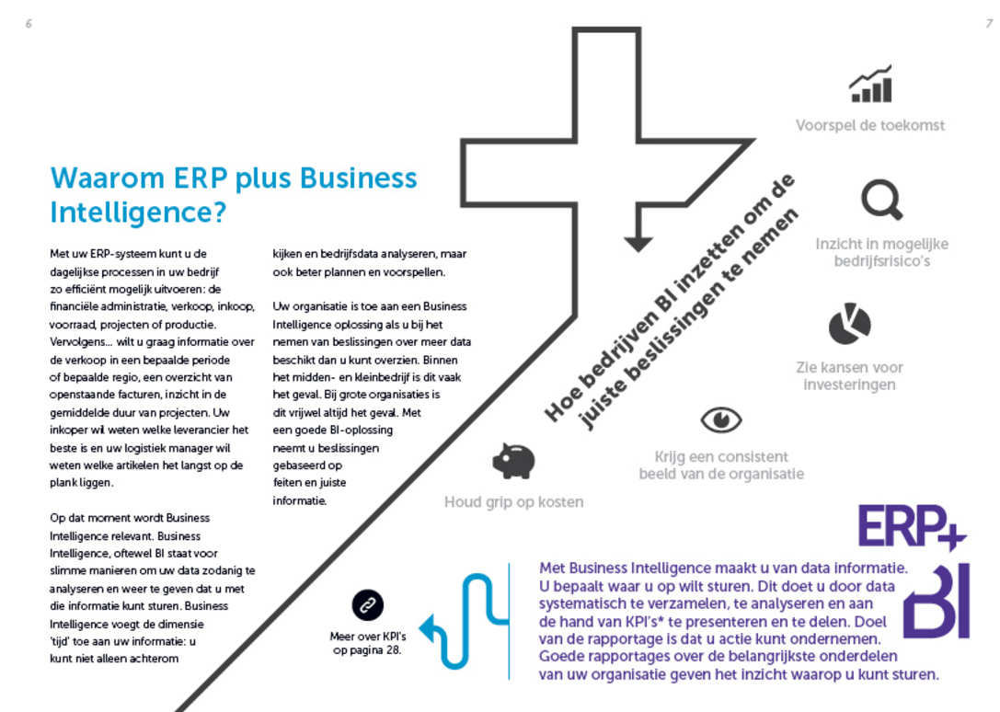 6
7
Waarom ERP plus Business
Intelligence?
Met uw ERP-systeem kunt u de
dagelijkse processen in uw bedrijf
zo efficiënt mogelijk uitvoeren: de
financiële administratie, verkoop, inkoop,
voorraad, projecten of productie.
Vervolgens... wilt u graag informatie over
de verkoop in een bepaalde periode
of bepaalde regio, een overzicht van
openstaande facturen, inzicht in de
gemiddelde duur van projecten. Uw
inkoper wil weten welke leverancier het
beste is en uw logistiek manager wil
weten welke artikelen het langst op de
plank liggen.
Op dat moment wordt Business
Intelligence relevant. Business
Intelligence, oftewel BI staat voor
slimme manieren om uw data zodanig te
analyseren en weer te geven dat u met
die informatie kunt sturen. Business
Intelligence voegt de dimensie
'tijd' toe aan uw informatie: u
kunt niet alleen achterom
kijken en bedrijfsdata analyseren, maar
ook beter plannen en voorspellen.
Uw organisatie is toe aan een Business
Intelligence oplossing als u bij het
nemen van beslissingen over meer data
beschikt dan u kunt overzien. Binnen
het midden- en kleinbedrijf is dit vaak
het geval. Bij grote organisaties is
dit vrijwel altijd het geval. Met
een goede BI-oplossing
neemt u beslissingen
gebaseerd op
feiten en juiste
informatie.
Hoe bedrijven BI inzetten om de
juiste beslissingen te nemen
Voorspel de toekomst
Inzicht in mogelijke
bedrijfsrisico's
Zie kansen voor
investeringen
Krijg een consistent
beeld van de organisatie
Houd grip op kosten
Meer over KPI's
op pagina 28.
Met Business Intelligence maakt u van data informatie.
U bepaalt waar u op wilt sturen. Dit doet u door data
systematisch te verzamelen, te analyseren en aan
de hand van KPI's* te presenteren en te delen. Doel
van de rapportage is dat u actie kunt ondernemen.
Goede rapportages over de belangrijkste onderdelen
van uw organisatie geven het inzicht waarop u kunt sturen.
ERP+
BI